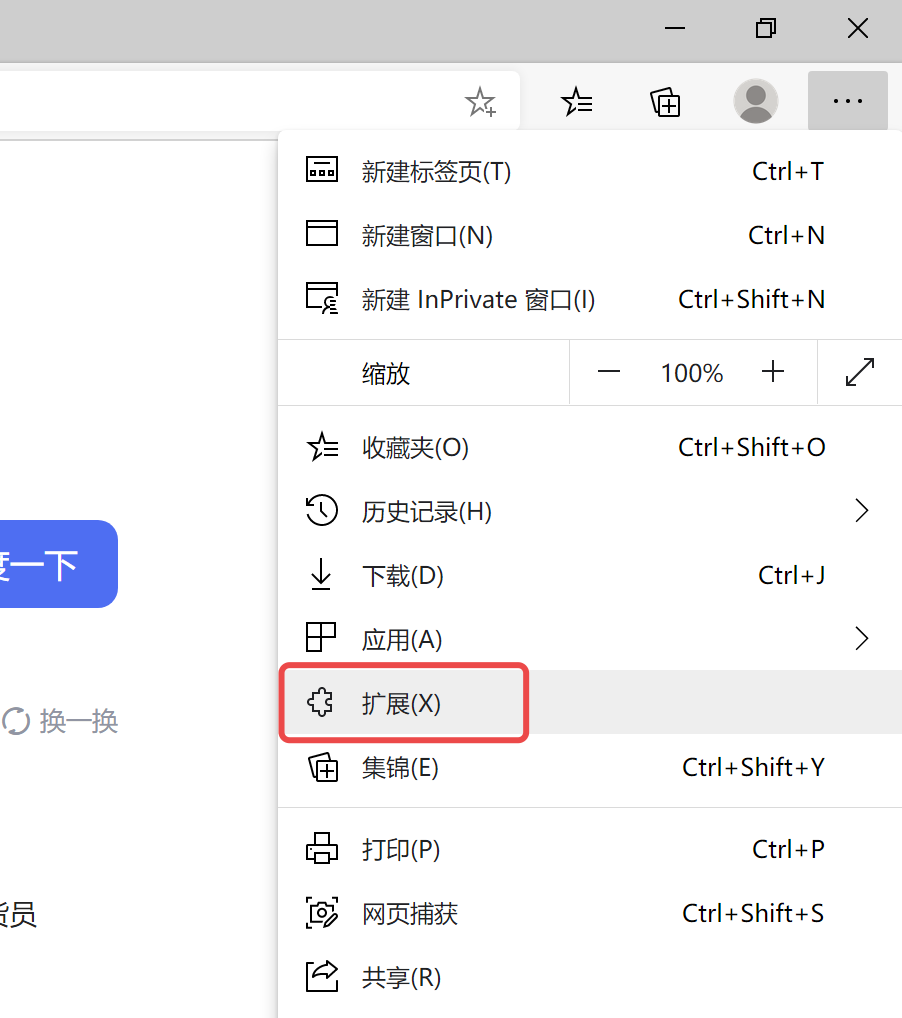 新建标签页(T) Ctrl+T
新建窗口(N) Ctrl+N
新建 InPrivate 窗口(I) Ctrl+Shift+N
缩放 100%
收藏夹(O) Ctrl+Shift+O
历史记录(H)
一下
下载(D) Ctrl+J
应用(A)
扩展(X)
换一换
集锦(E) Ctrl+Shift+Y
打印(P) Ctrl+P
员
网页捕获 Ctrl+Shift+S
共享(R)